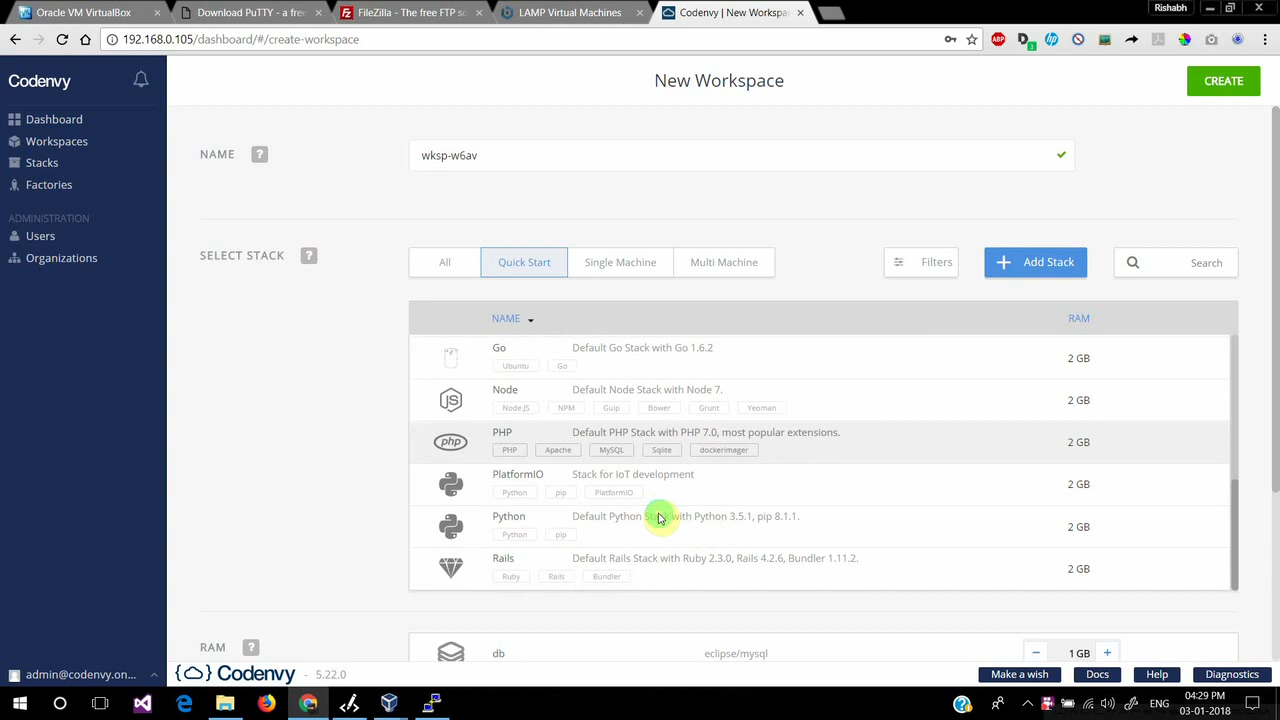 Oracle VM VirtualBox
Download PuTTY - a free
FileZilla - The free FTP so
LAMP Virtual Machines
Codenvy | New Workspa
Rishabh
192.168.0.105/dashboard/#/create-workspace
ABP
3
Codenvy
New Workspace
CREATE
Dashboard
Workspaces
Stacks
Factories
ADMINISTRATION
Users
Organizations
NAME ?
wksp-w6av
SELECT STACK ?
All
Quick Start
Single Machine
Multi Machine
Filters
Add Stack
Search
NAME
RAM
Go Default Go Stack with Go 1.6.2 2 GB
Ubuntu Go
Node Default Node Stack with Node 7. 2 GB
Node.JS NPM Gulp Bower Grunt Yeoman
PHP Default PHP Stack with PHP 7.0, most popular extensions. 2 GB
PHP Apache MySQL Sqlite dockerimager
PlatformIO Stack for IoT development 2 GB
Python pip PlatformIO
Python Default Python Stack with Python 3.5.1, pip 8.1.1. 2 GB
Python pip
Rails Default Rails Stack with Ruby 2.3.0, Rails 4.2.6, Bundler 1.11.2. 2 GB
Ruby Rails Bundler
RAM ?
db eclipse/mysql − 1 GB +
admin@codenvy.on...
Codenvy - 5.22.0
Make a wish
Docs
Help
Diagnostics
ENG
04:29 PM
03-01-2018